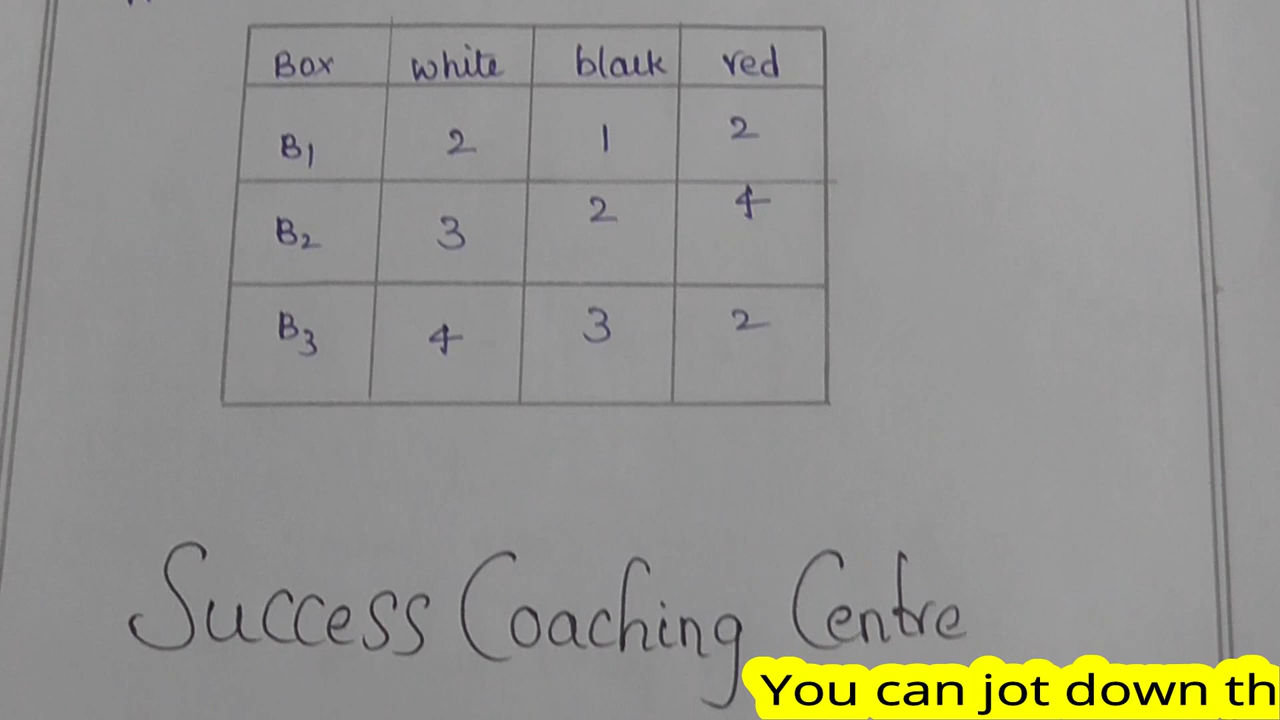 Box white black red
B1 2 1 2
B2 3 2 4
B3 4 3 2
Success Coaching Centre
You can jot down th